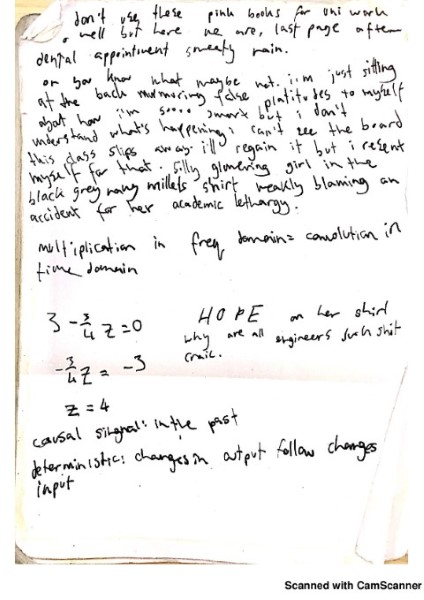 don't use these pink books for uni work
well but here we are, last page after
dental appointment sweaty rain.
or you know what maybe not. i'm just sitting
at the back murmuring false platitudes to myself
about how i'm soooo smart but i don't
understand what's happening; can't see the board
this class slips away. i'll regain it but i resent
myself for that. silly glowering girl in the
black grey navy millets shirt weakly blaming an
accident for her academic lethargy.
multiplication in freq domain = convolution in
time domain
3 - 3/4 z = 0
HOPE on her shirt
why are all engineers such shit
craic.
-3/4 z = -3
z = 4
causal singnal: in the past
deterministic: changes in output follow changes
input
Scanned with CamScanner